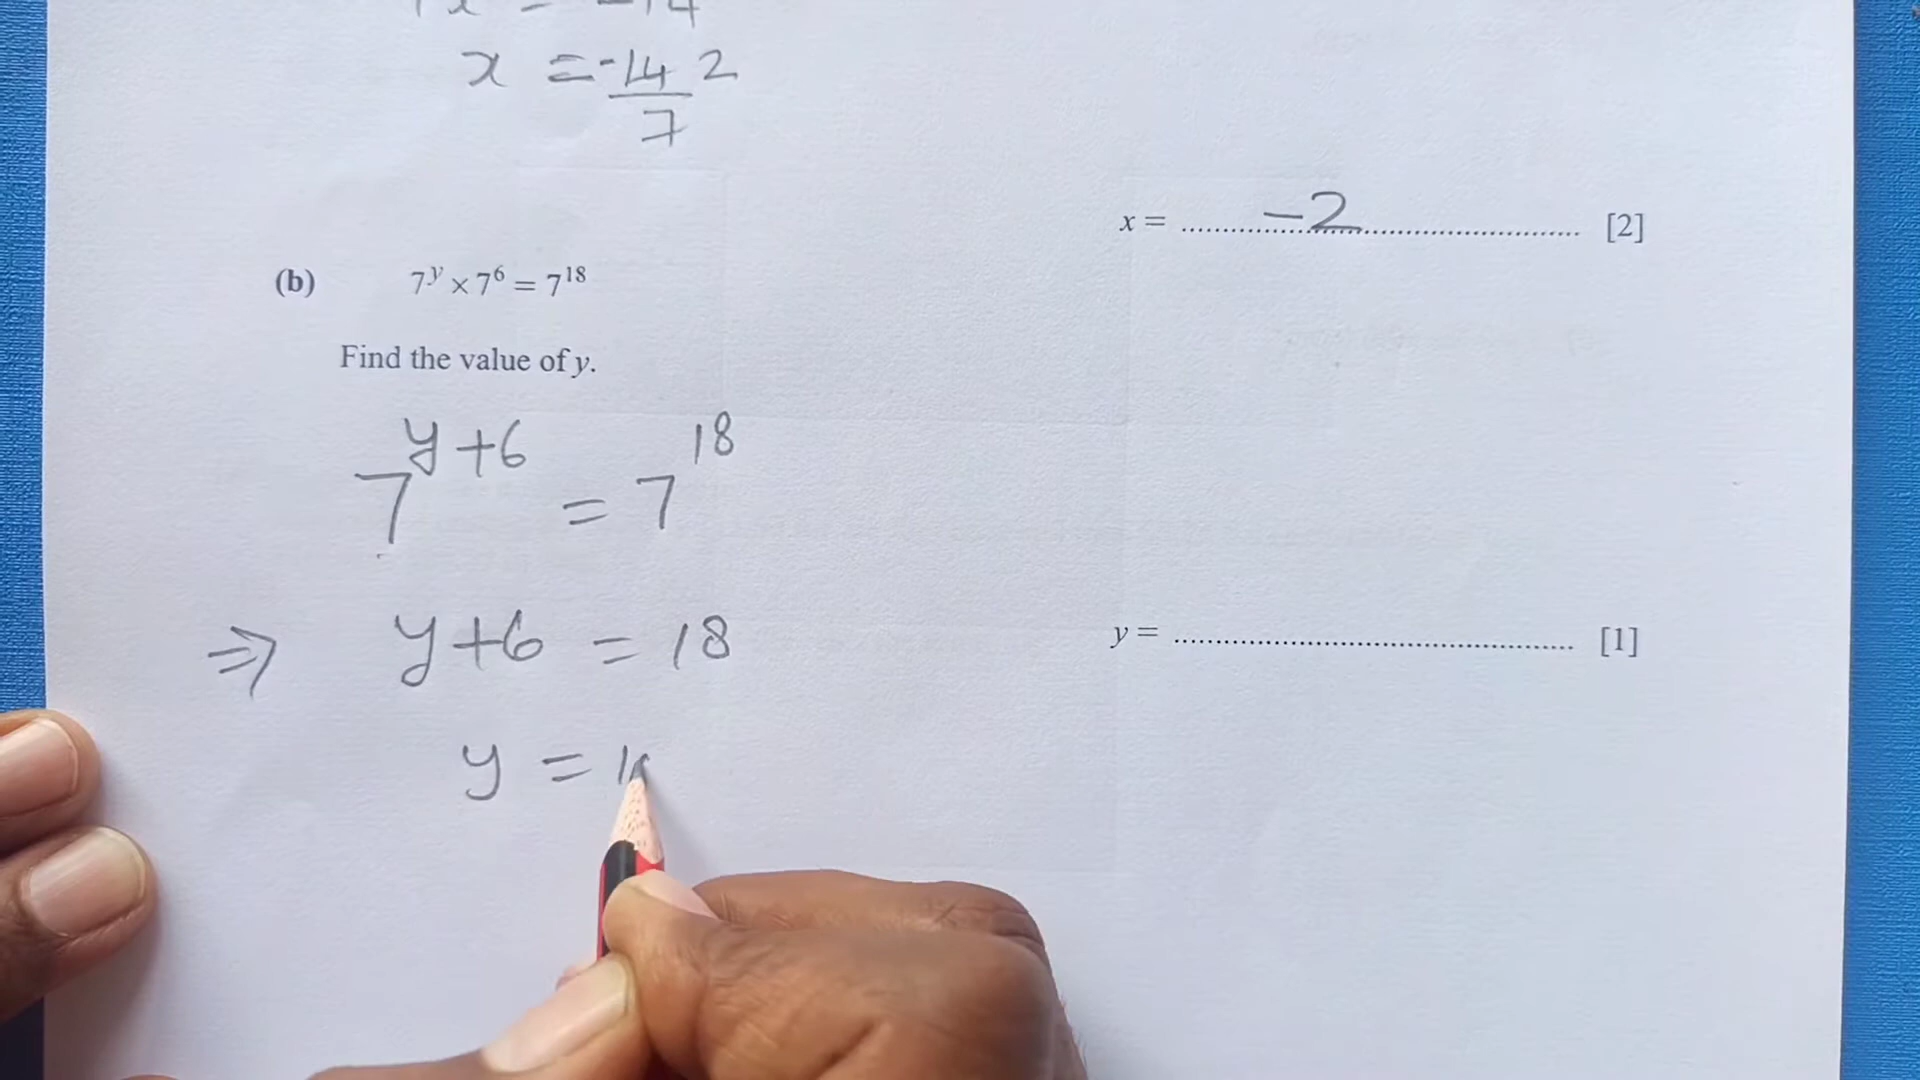 x = -14 2
7
x = -2 [2]
(b) 7^y × 7^6 = 7^18
Find the value of y.
7^y+6 = 7^18
⇒ y+6 = 18
y = [1]
y = 1